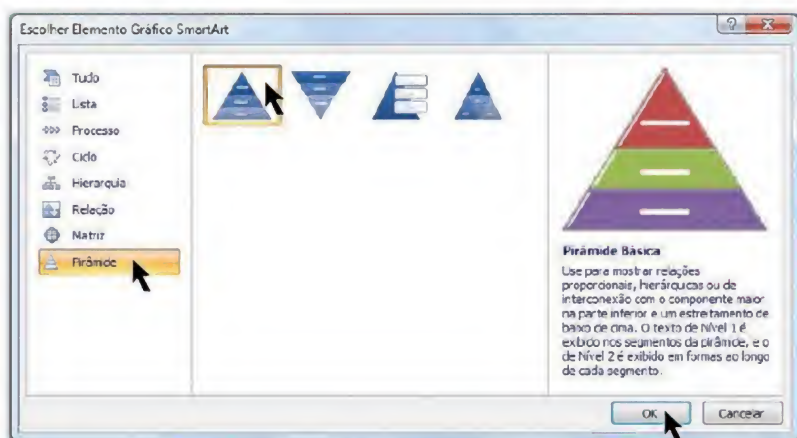 Escolher Elemento Gráfico SmartArt
Tudo
Lista
Processo
Ciclo
Hierarquia
Relação
Matriz
Pirâmide
Pirâmide Básica
Use para mostrar relações
proporcionais, hierárquicas ou de
interconexão com o componente maior
na parte inferior e um estreitamento de
baixo de cima. O texto de Nível 1 é
exibido nos segmentos da pirâmide, e o
de Nível 2 é exibido em formas ao longo
de cada segmento.
OK
Cancelar